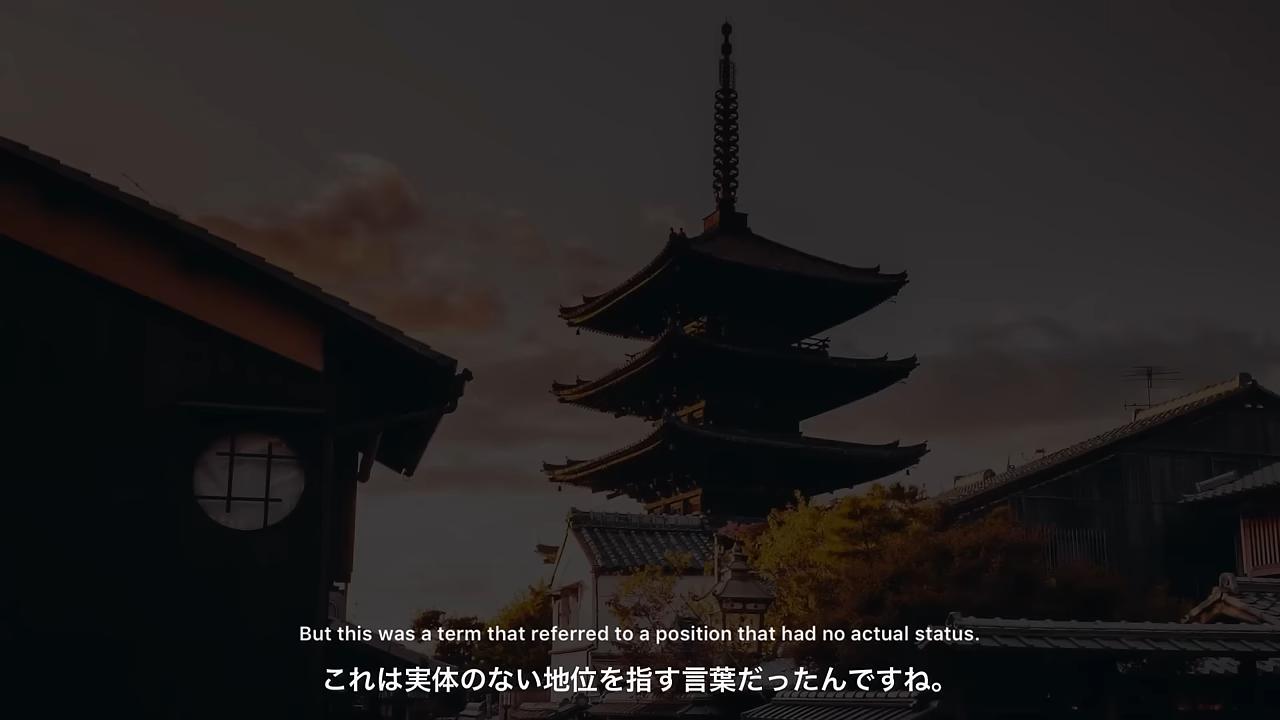 But this was a term that referred to a position that had no actual status.
これは実体のない地位を指す言葉だったんですね。